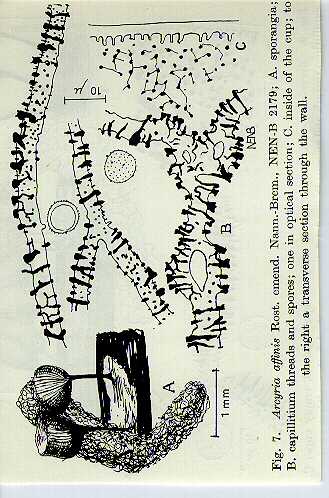 C
10 µ
B
NENB
A
1 mm
Fig. 7. Arcyria affinis Rost. emend. Nann.-Brem., NEN-B 2179; A. sporangia;
B. capillitium threads and spores; one in optical section; C. inside of the cup; to
the right a transverse section through the wall.